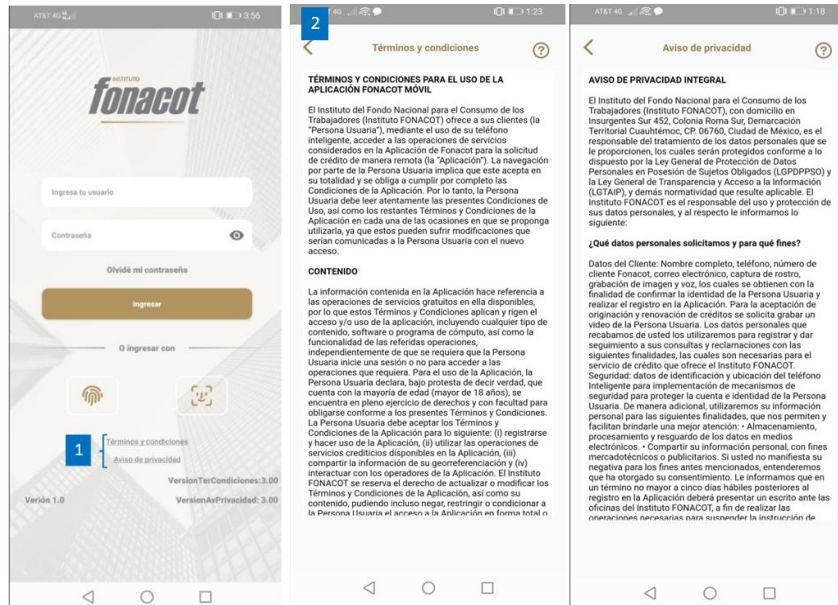 AT&T 4G
3:56
INSTITUTO
fonacot
Ingresa tu usuario
Contraseña
Olvidé mi contraseña
Ingresar
O ingresar con
1
Términos y condiciones
Aviso de privacidad
VersionTerCondiciones:3.00
Verión 1.0
VersionAvPrivacidad: 3.00
2
4G
1:23
Términos y condiciones
?
TÉRMINOS Y CONDICIONES PARA EL USO DE LA
APLICACIÓN FONACOT MÓVIL
El Instituto del Fondo Nacional para el Consumo de los
Trabajadores (Instituto FONACOT) ofrece a sus clientes (la
"Persona Usuaria"), mediante el uso de su teléfono
inteligente, acceder a las operaciones de servicios
considerados en la Aplicación de Fonacot para la solicitud
de crédito de manera remota (la "Aplicación"). La navegación
por parte de la Persona Usuaria implica que este acepta en
su totalidad y se obliga a cumplir por completo las
Condiciones de la Aplicación. Por lo tanto, la Persona
Usuaria debe leer atentamente las presentes Condiciones de
Uso, así como los restantes Términos y Condiciones de la
Aplicación en cada una de las ocasiones en que se proponga
utilizarla, ya que estos pueden sufrir modificaciones que
serían comunicadas a la Persona Usuaria con el nuevo
acceso.
CONTENIDO
La información contenida en la Aplicación hace referencia a
las operaciones de servicios gratuitos en ella disponibles,
por lo que estos Términos y Condiciones aplican y rigen el
acceso y/o uso de la aplicación, incluyendo cualquier tipo de
contenido, software o programa de cómputo, así como la
funcionalidad de las referidas operaciones,
independientemente de que se requiera que la Persona
Usuaria inicie una sesión o no para acceder a las
operaciones que requiera. Para el uso de la Aplicación, la
Persona Usuaria declara, bajo protesta de decir verdad, que
cuenta con la mayoría de edad (mayor de 18 años), se
encuentra en pleno ejercicio de derechos y con facultad para
obligarse conforme a los presentes Términos y Condiciones.
La Persona Usuaria debe aceptar los Términos y
Condiciones de la Aplicación para lo siguiente: (i) registrarse
y hacer uso de la Aplicación, (ii) utilizar las operaciones de
servicios crediticios disponibles en la Aplicación, (iii)
compartir la información de su georreferenciación y (iv)
interactuar con los operadores de la Aplicación. El Instituto
FONACOT se reserva el derecho de actualizar o modificar los
Términos y Condiciones de la Aplicación, así como su
contenido, pudiendo incluso negar, restringir o condicionar a
la Persona Usuaria el acceso a la Aplicación en forma total o
AT&T 4G
1:18
Aviso de privacidad
?
AVISO DE PRIVACIDAD INTEGRAL
El Instituto del Fondo Nacional para el Consumo de los
Trabajadores (Instituto FONACOT), con domicilio en
Insurgentes Sur 452, Colonia Roma Sur, Demarcación
Territorial Cuauhtémoc, CP. 06760, Ciudad de México, es el
responsable del tratamiento de los datos personales que se
le proporcionen, los cuales serán protegidos conforme a lo
dispuesto por la Ley General de Protección de Datos
Personales en Posesión de Sujetos Obligados (LGPDPPSO) y
la Ley General de Transparencia y Acceso a la Información
(LGTAIP), y demás normatividad que resulte aplicable. El
Instituto FONACOT es el responsable del uso y protección de
sus datos personales, y al respecto le informamos lo
siguiente:
¿Qué datos personales solicitamos y para qué fines?
Datos del Cliente: Nombre completo, teléfono, número de
cliente Fonacot, correo electrónico, captura de rostro,
grabación de imagen y voz, los cuales se obtienen con la
finalidad de confirmar la identidad de la Persona Usuaria y
realizar el registro en la Aplicación. Para la aceptación de
originación y renovación de créditos se solicita grabar un
video de la Persona Usuaria. Los datos personales que
recabamos de usted los utilizaremos para registrar y dar
seguimiento a sus consultas y reclamaciones con las
siguientes finalidades, las cuales son necesarias para el
servicio de crédito que ofrece el Instituto FONACOT.
Seguridad: datos de identificación y ubicación del teléfono
Inteligente para implementación de mecanismos de
seguridad para proteger la cuenta e identidad de la Persona
Usuaria. De manera adicional, utilizaremos su información
personal para las siguientes finalidades, que nos permiten y
facilitan brindarle una mejor atención: • Almacenamiento,
procesamiento y resguardo de los datos en medios
electrónicos. • Compartir su información personal, con fines
mercadotécnicos o publicitarios. Si usted no manifiesta su
negativa para los fines antes mencionados, entenderemos
que ha otorgado su consentimiento. Le informamos que en
un término no mayor a cinco días hábiles posteriores al
registro en la Aplicación deberá presentar un escrito ante las
oficinas del Instituto FONACOT, a fin de realizar las
operaciones necesarias para suspender la instrucción de